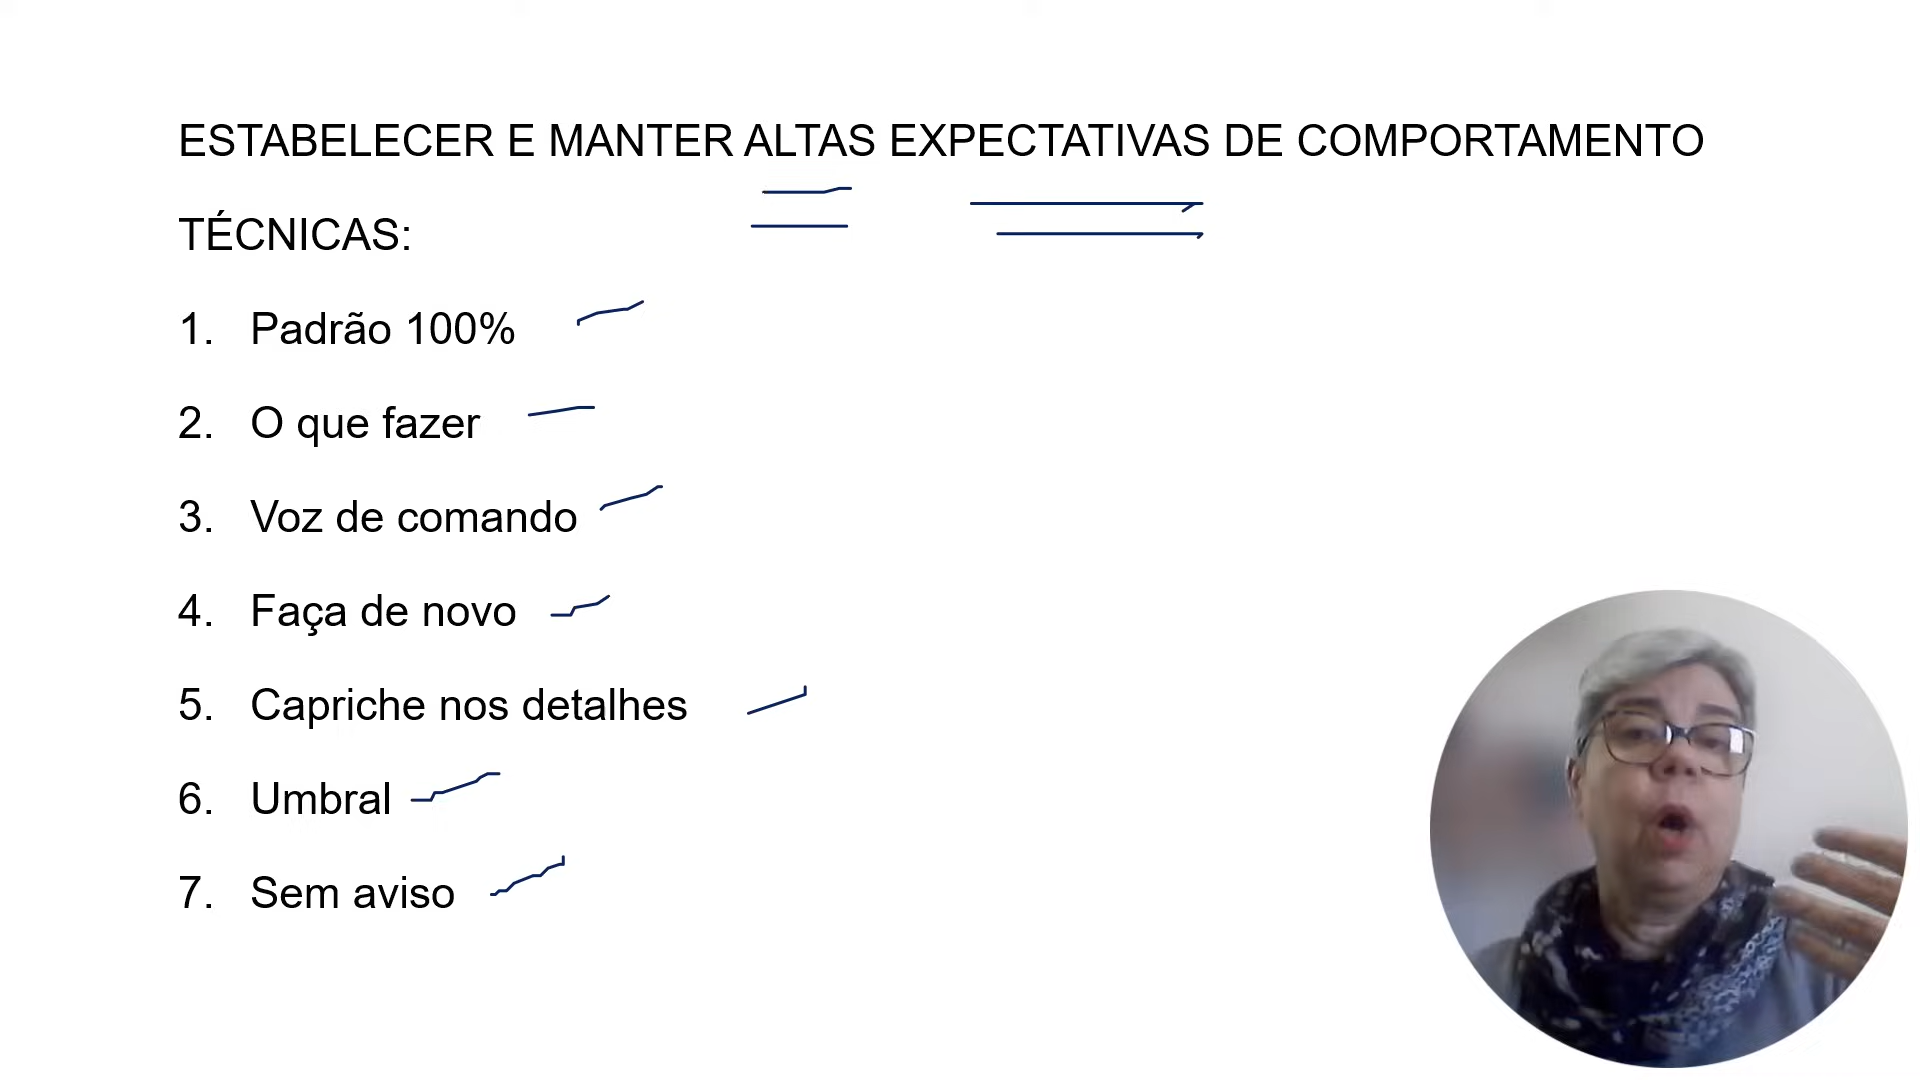 ESTABELECER E MANTER ALTAS EXPECTATIVAS DE COMPORTAMENTO
TÉCNICAS:
1. Padrão 100%
2. O que fazer
3. Voz de comando
4. Faça de novo
5. Capriche nos detalhes
6. Umbral
7. Sem aviso